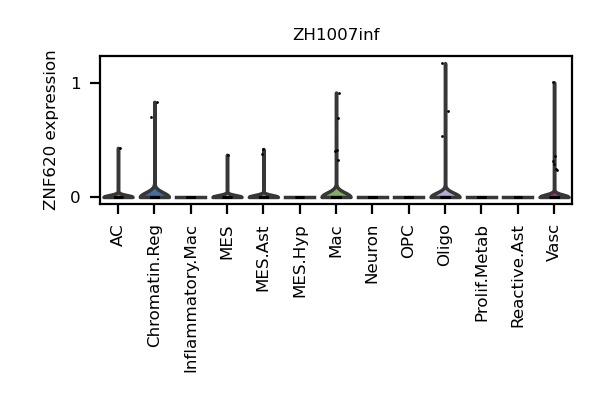 ZH1007inf
ZNF620 expression
1
0
AC
Chromatin.Reg
Inflammatory.Mac
MES
MES.Ast
MES.Hyp
Mac
Neuron
OPC
Oligo
Prolif.Metab
Reactive.Ast
Vasc